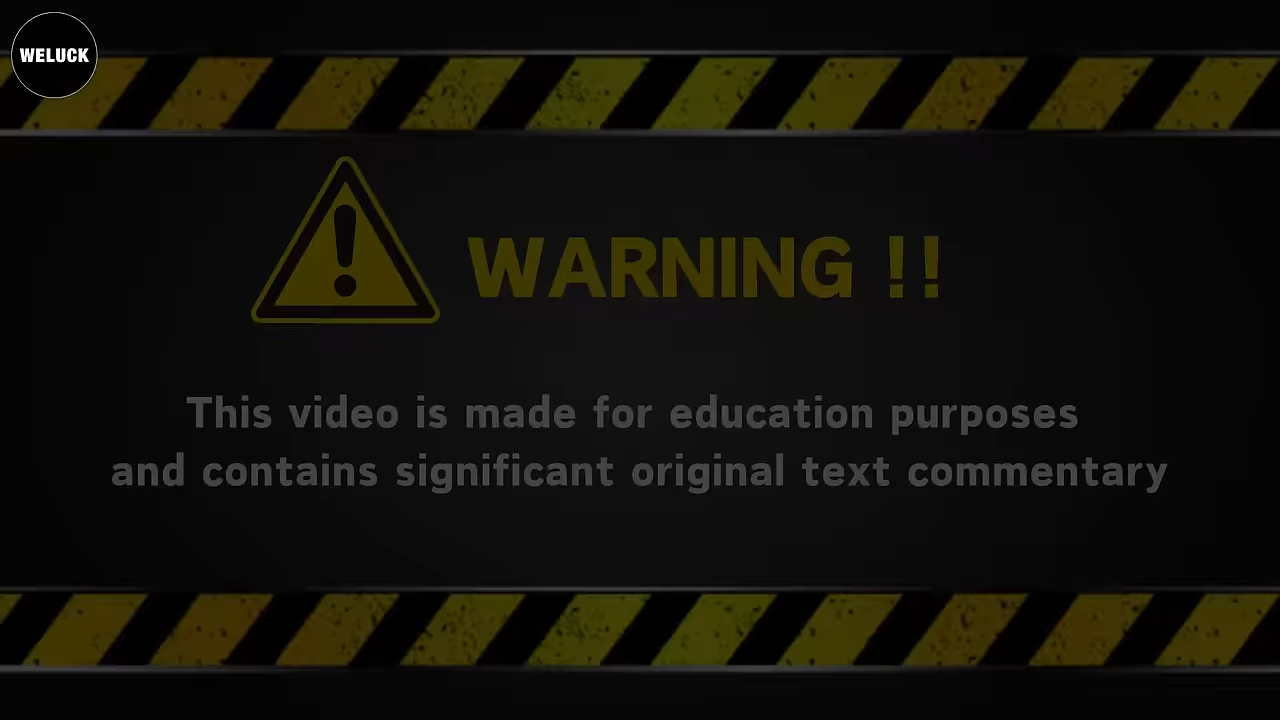 WELUCK
WARNING !!
This video is made for education purposes
and contains significant original text commentary